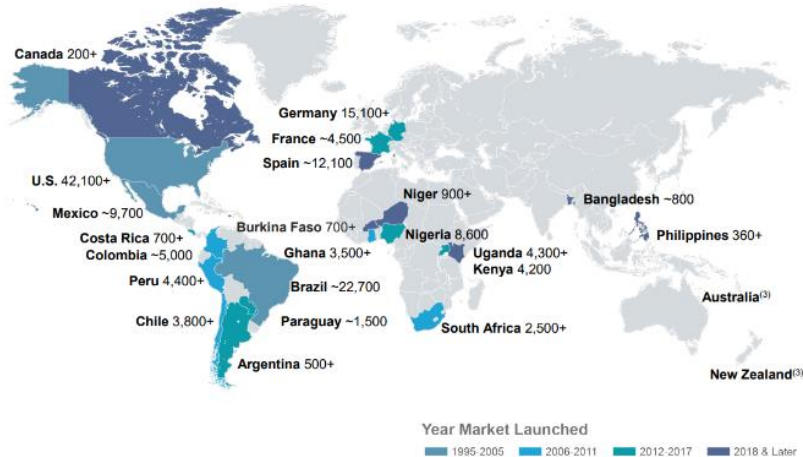 Canada 200+
Germany 15,100+
France ~4,500
Spain ~12,100
U.S. 42,100+
Mexico ~9,700
Niger 900+
Bangladesh ~800
Burkina Faso 700+
Nigeria 8,600
Philippines 360+
Costa Rica 700+
Colombia ~5,000
Ghana 3,500+
Uganda 4,300+
Kenya 4,200
Peru 4,400+
Brazil ~22,700
Australia(3)
Chile 3,800+
Paraguay ~1,500
South Africa 2,500+
Argentina 500+
New Zealand(3)
Year Market Launched
1995-2005 2006-2011 2012-2017 2018 & Later